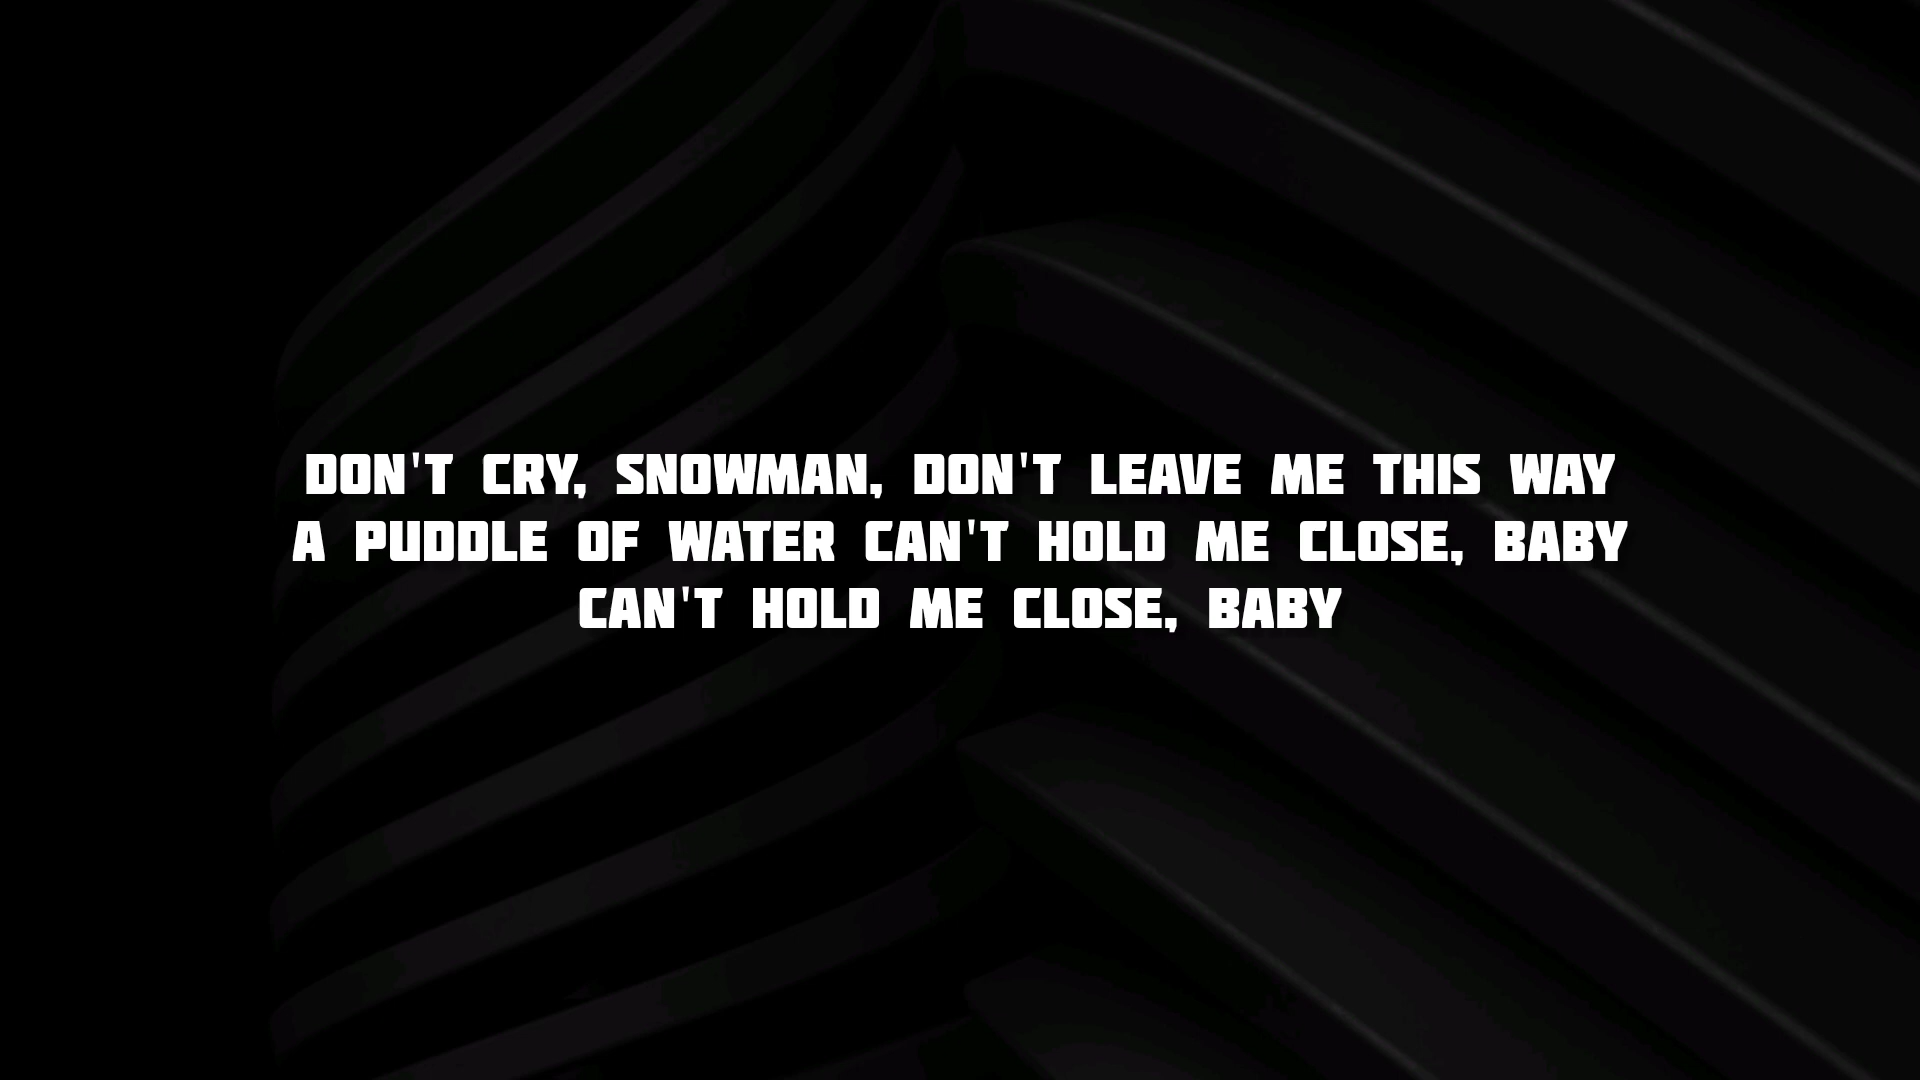 DON'T CRY, SNOWMAN, DON'T LEAVE ME THIS WAY
A PUDDLE OF WATER CAN'T HOLD ME CLOSE, BABY
CAN'T HOLD ME CLOSE, BABY